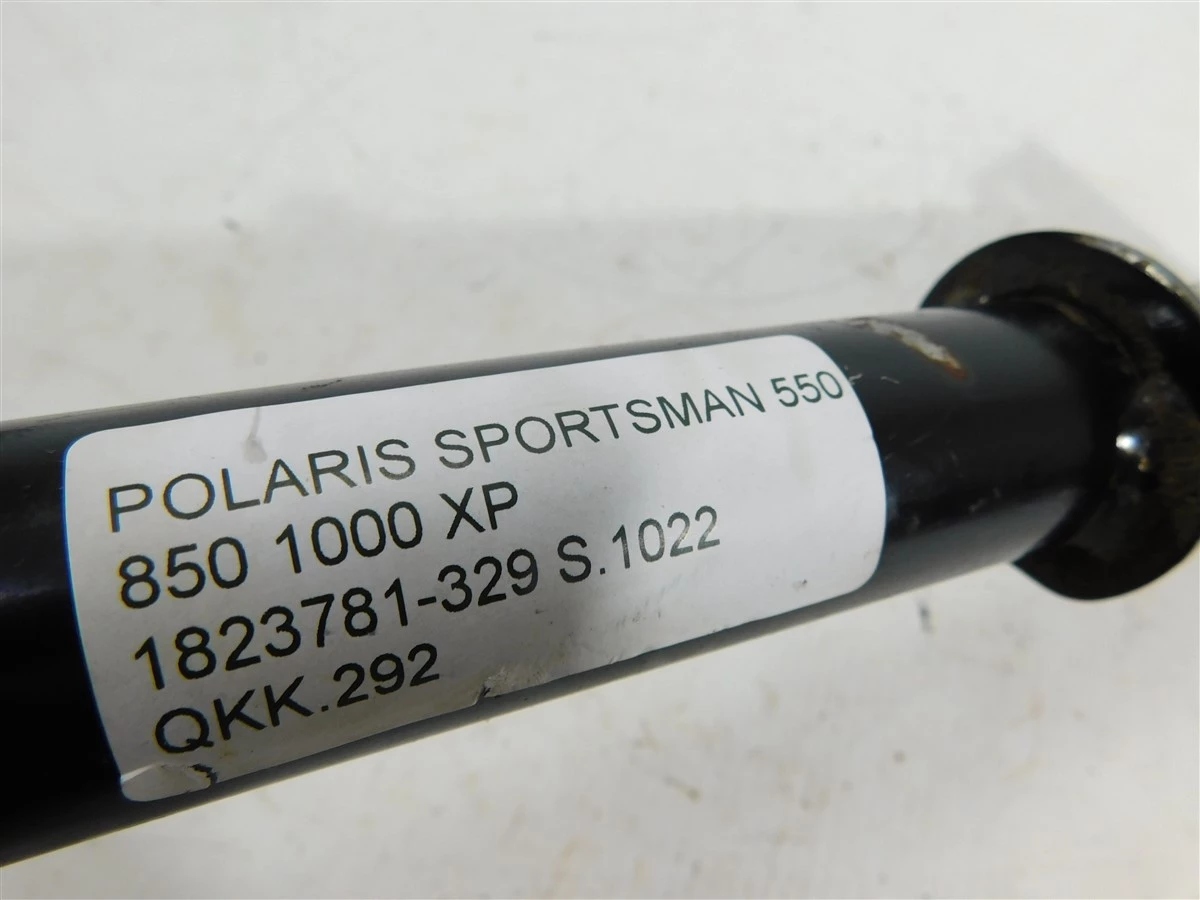 POLARIS SPORTSMAN 550
850 1000 XP
1823781-329 S.1022
QKK.292